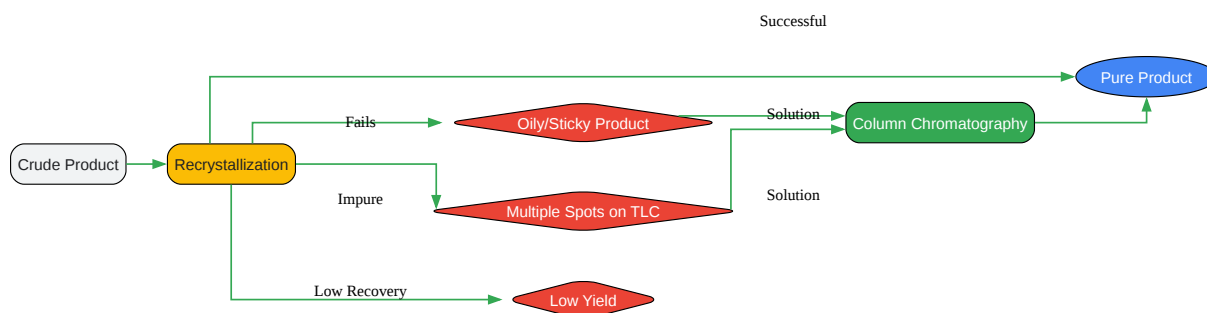 Successful
Pure Product
Fails
Oily/Sticky Product
Solution
Column Chromatography
Crude Product
Recrystallization
Impure
Multiple Spots on TLC
Solution
Low Recovery
Low Yield